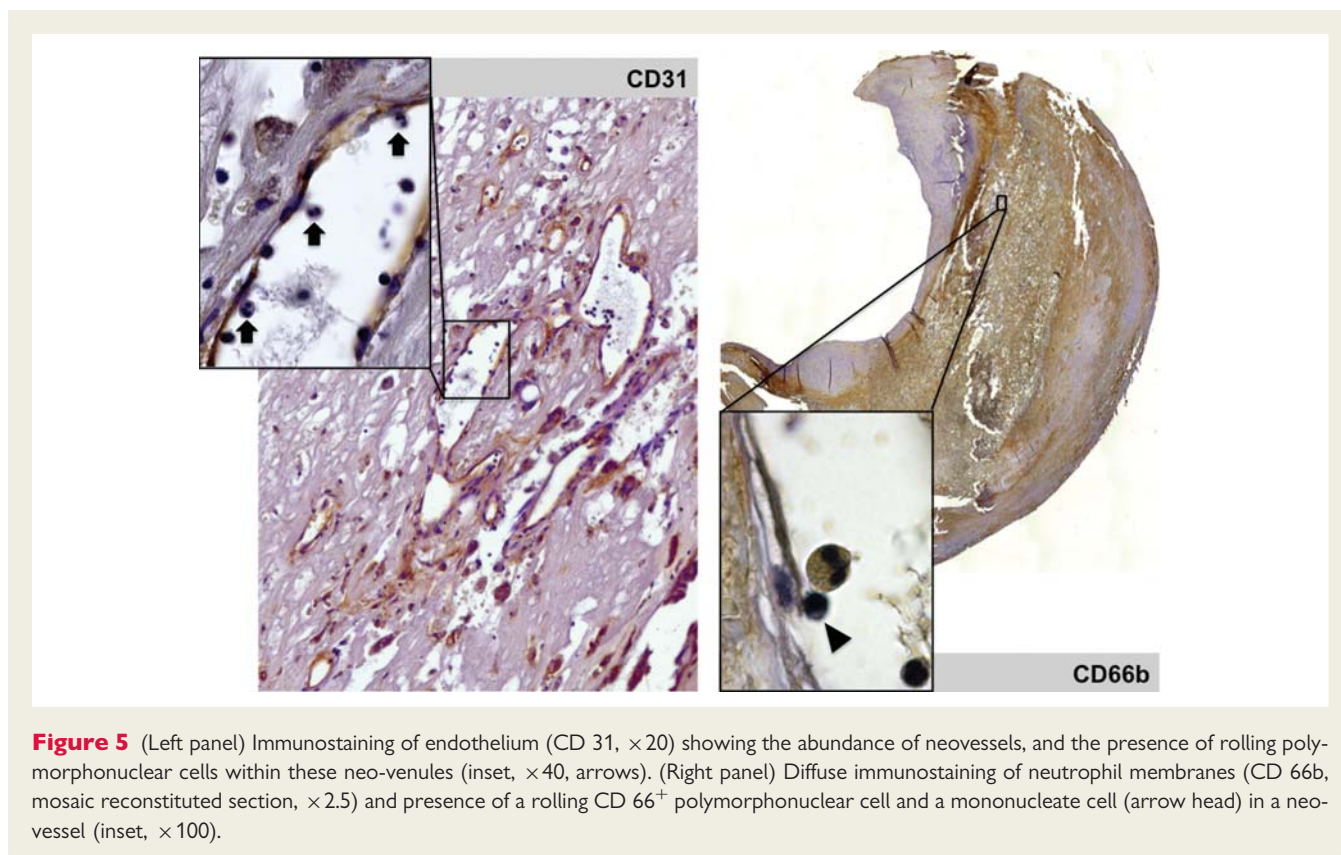 CD31
CD66b
Figure 5 (Left panel) Immunostaining of endothelium (CD 31, ×20) showing the abundance of neovessels, and the presence of rolling poly-
morphonuclear cells within these neo-venules (inset, ×40, arrows). (Right panel) Diffuse immunostaining of neutrophil membranes (CD 66b,
mosaic reconstituted section, ×2.5) and presence of a rolling CD 66⁺ polymorphonuclear cell and a mononucleate cell (arrow head) in a neo-
vessel (inset, ×100).